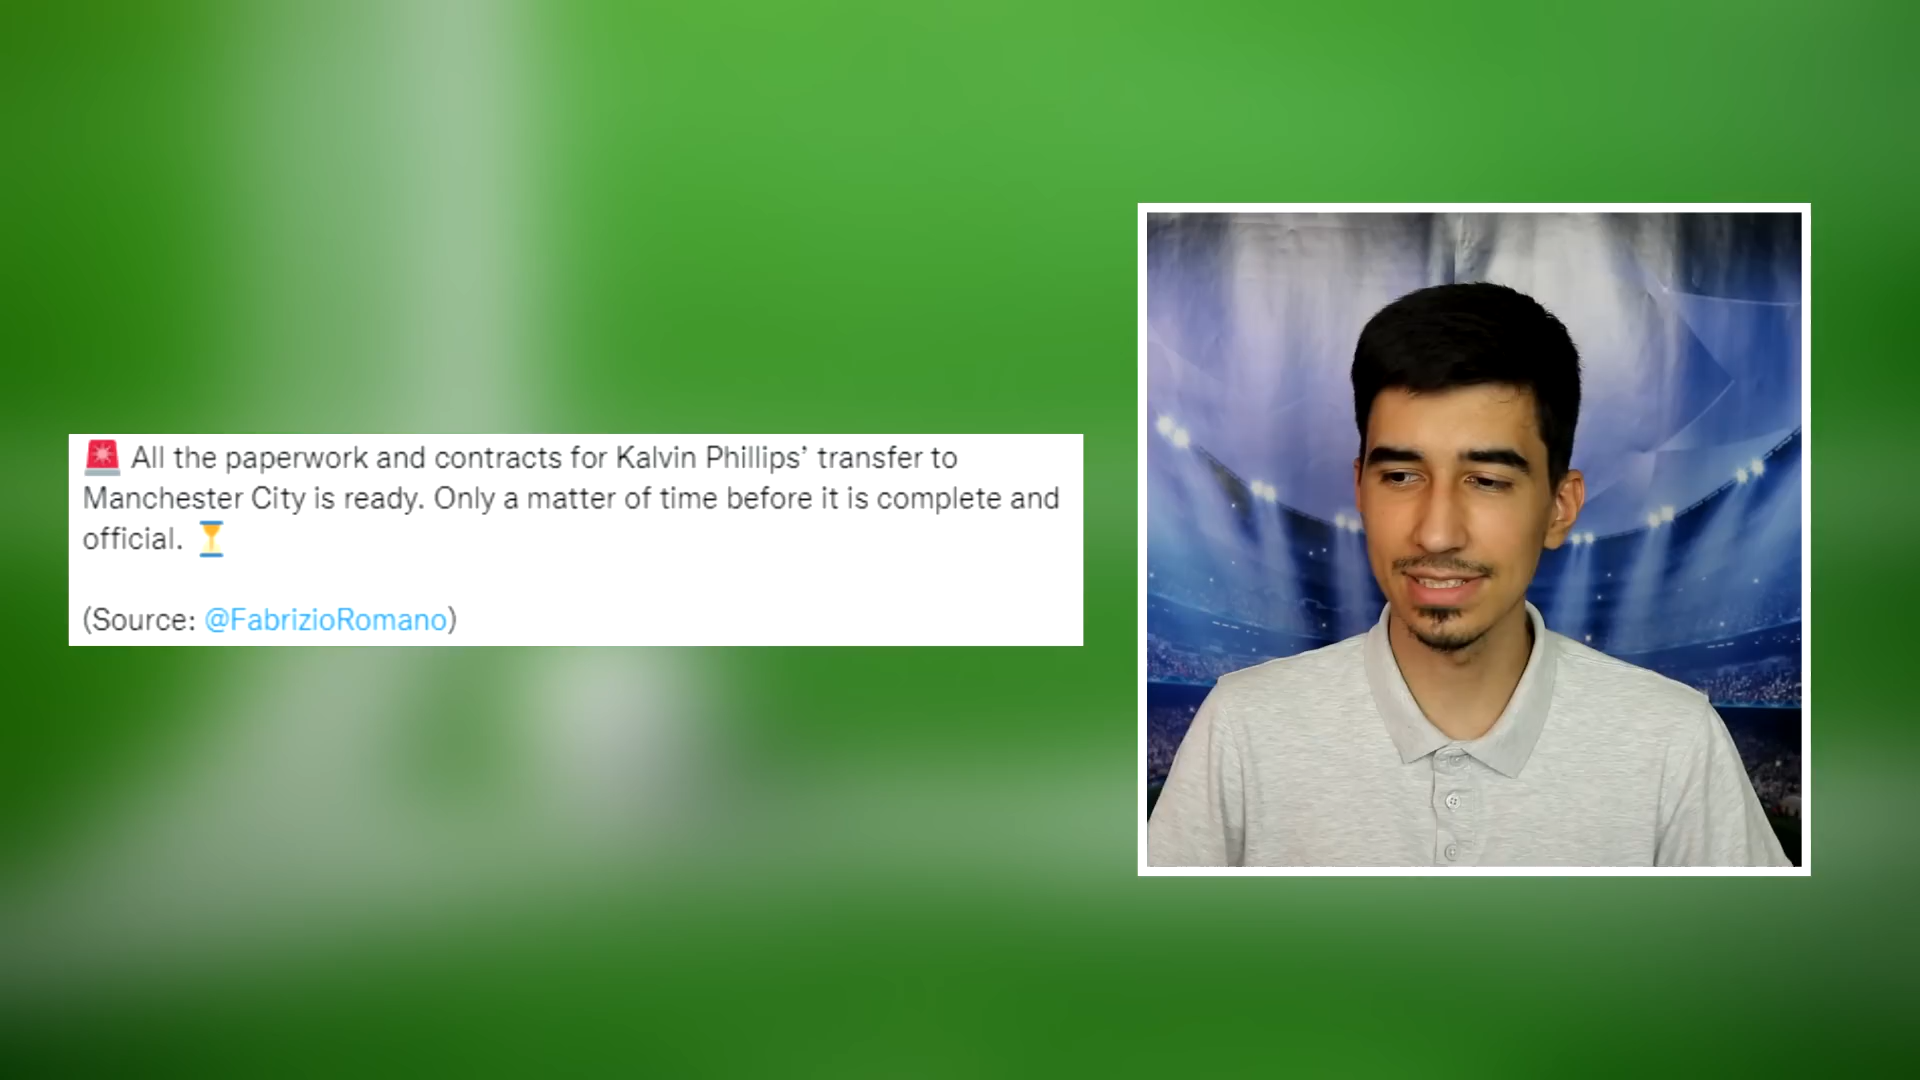 🚨 All the paperwork and contracts for Kalvin Phillips' transfer to
Manchester City is ready. Only a matter of time before it is complete and
official. ⏳
(Source: @FabrizioRomano)